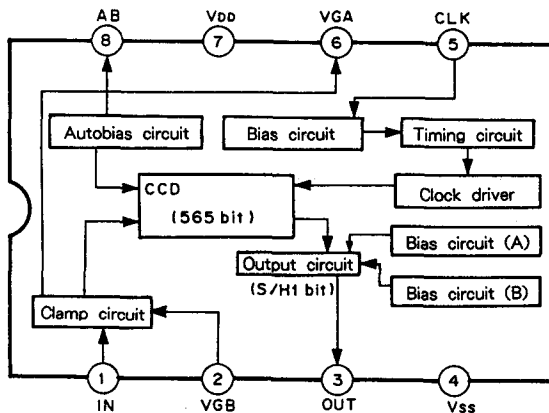 AB
VDD
VGA
CLK
8
7
6
5
Autobias circuit
Bias circuit
Timing circuit
CCD
(565 bit)
Clock driver
Bias circuit (A)
Output circuit
(S/H1 bit)
Bias circuit (B)
Clamp circuit
1
2
3
4
IN
VGB
OUT
Vss